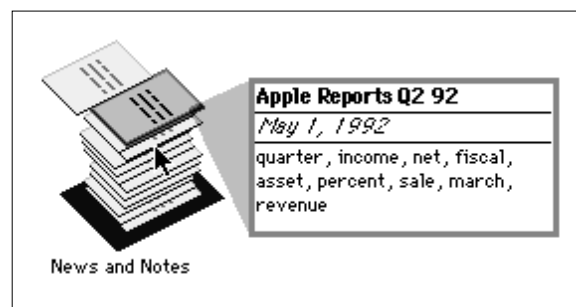 Apple Reports Q2 92
May 1, 1992
quarter, income, net, fiscal,
asset, percent, sale, march,
revenue
News and Notes